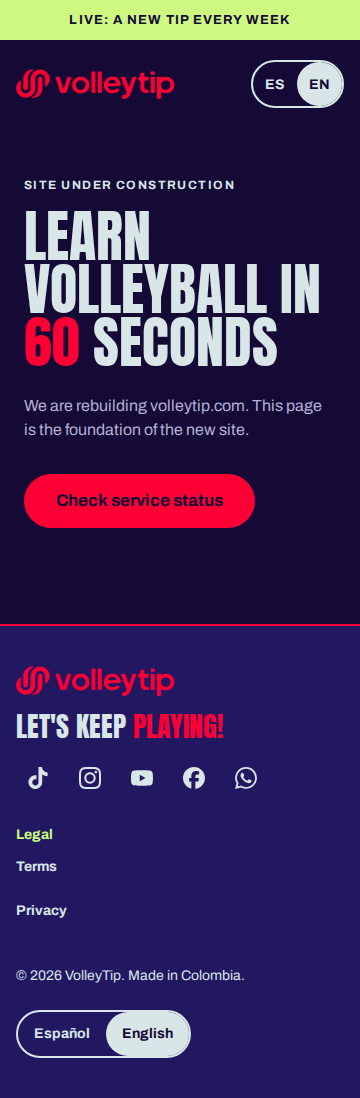 LIVE: A NEW TIP EVERY WEEK
volleytip
ES EN
SITE UNDER CONSTRUCTION
LEARN
VOLLEYBALL IN
60 SECONDS
We are rebuilding volleytip.com. This page
is the foundation of the new site.
Check service status
volleytip
LET'S KEEP PLAYING!
Legal
Terms
Privacy
© 2026 VolleyTip. Made in Colombia.
Español English